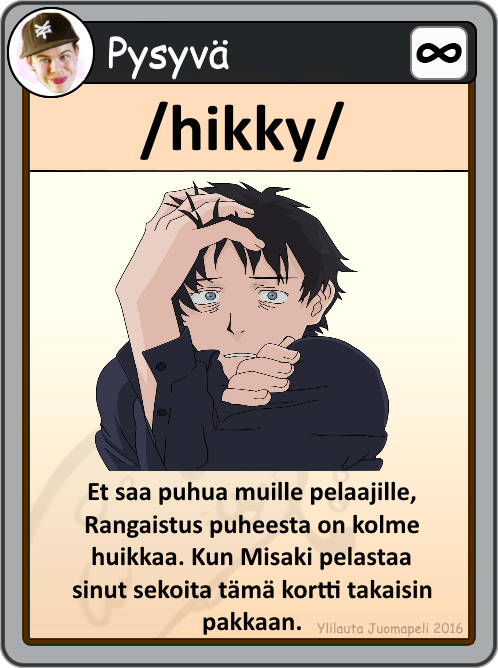 Pysyvä
∞
/hikky/
Et saa puhua muille pelaajille,
Rangaistus puheesta on kolme
huikkaa. Kun Misaki pelastaa
sinut sekoita tämä kortti takaisin
pakkaan.
Ylilauta Juomapeli 2016